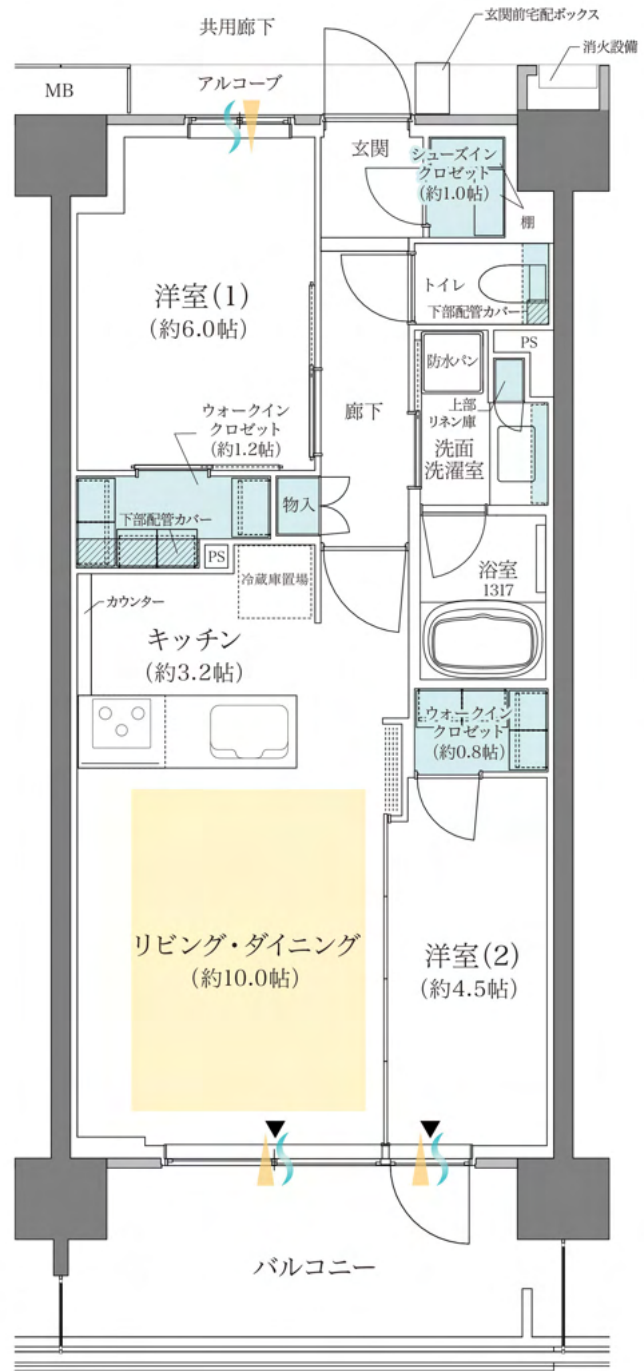 共用廊下
玄関前宅配ボックス
消火設備
MB
アルコーブ
玄関
シューズイン
クロゼット
(約1.0帖)
棚
洋室(1)
(約6.0帖)
トイレ
下部配管カバー
PS
防水パン
上部
リネン庫
廊下
洗面
洗濯室
ウォークイン
クロゼット
(約1.2帖)
物入
下部配管カバー
PS
冷蔵庫置場
浴室
1317
カウンター
キッチン
(約3.2帖)
ウォークイン
クロゼット
(約0.8帖)
リビング・ダイニング
(約10.0帖)
洋室(2)
(約4.5帖)
バルコニー